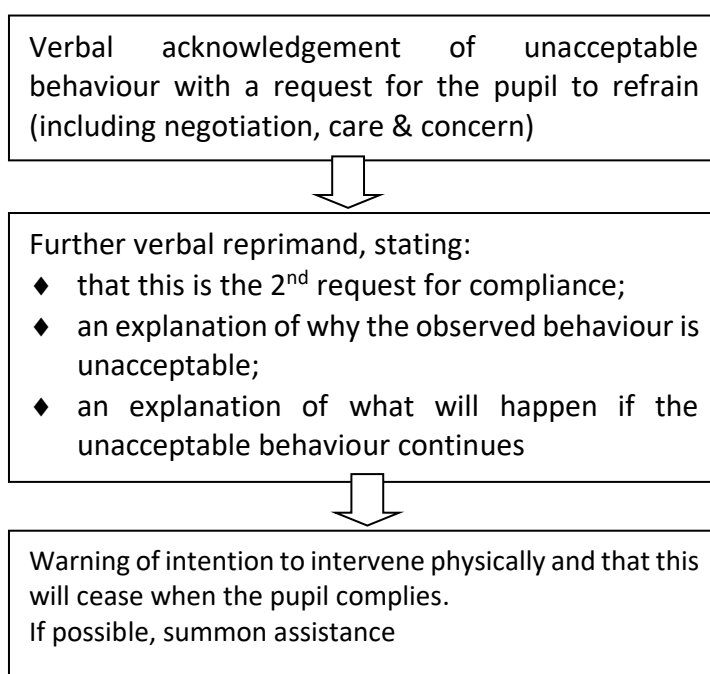 Verbal acknowledgement of unacceptable
behaviour with a request for the pupil to refrain
(including negotiation, care & concern)
Further verbal reprimand, stating:
♦ that this is the 2nd request for compliance;
♦ an explanation of why the observed behaviour is
unacceptable;
♦ an explanation of what will happen if the
unacceptable behaviour continues
Warning of intention to intervene physically and that this
will cease when the pupil complies.
If possible, summon assistance